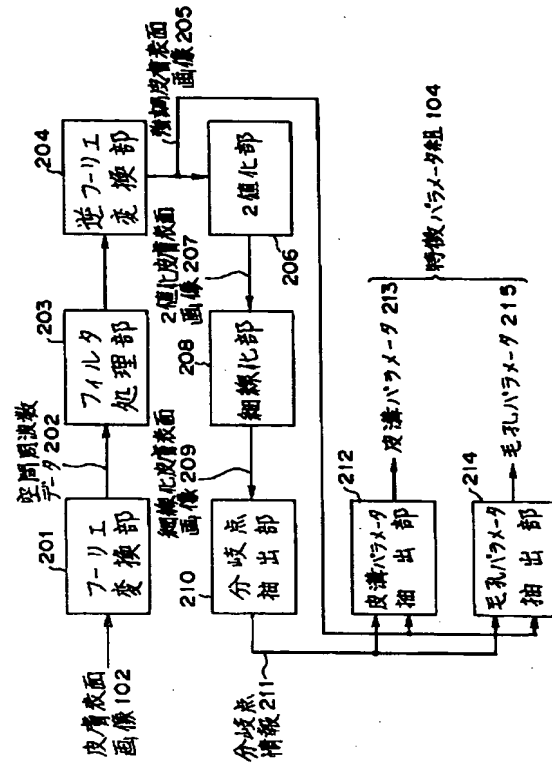 皮膚表面
画像 102
201
フーリエ
変換部
空間周波数
データ 202
203
フィルタ
処理部
204
逆フーリエ
変換部
強調皮膚表面
画像 205
206
2値化部
2値化皮膚表面
画像 207
208
細線化部
細線化皮膚表面
画像 209
210
分岐点
抽出部
分岐点
情報 211
212
皮溝パラメータ
抽出部
皮溝パラメータ 213
214
毛孔パラメータ
抽出部
毛孔パラメータ 215
特徴パラメータ組 104